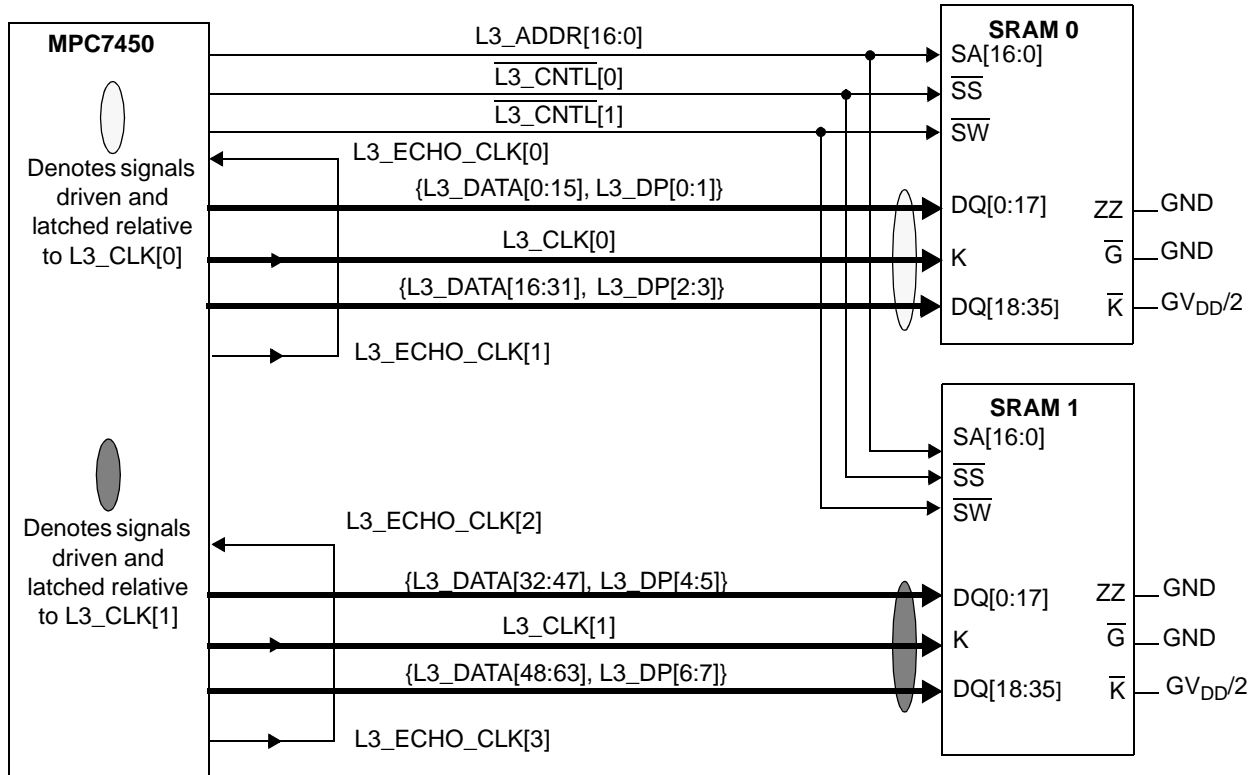 MPC7450
Denotes signals
driven and
latched relative
to L3_CLK[0]
Denotes signals
driven and
latched relative
to L3_CLK[1]
L3_ADDR[16:0]
L3_CNTL[0]
L3_CNTL[1]
L3_ECHO_CLK[0]
{L3_DATA[0:15], L3_DP[0:1]}
L3_CLK[0]
{L3_DATA[16:31], L3_DP[2:3]}
L3_ECHO_CLK[1]
L3_ECHO_CLK[2]
{L3_DATA[32:47], L3_DP[4:5]}
L3_CLK[1]
{L3_DATA[48:63], L3_DP[6:7]}
L3_ECHO_CLK[3]
SRAM 0
SA[16:0]
SS
SW
DQ[0:17] ZZ GND
K G GND
DQ[18:35] K GVDD/2
SRAM 1
SA[16:0]
SS
SW
DQ[0:17] ZZ GND
K G GND
DQ[18:35] K GVDD/2